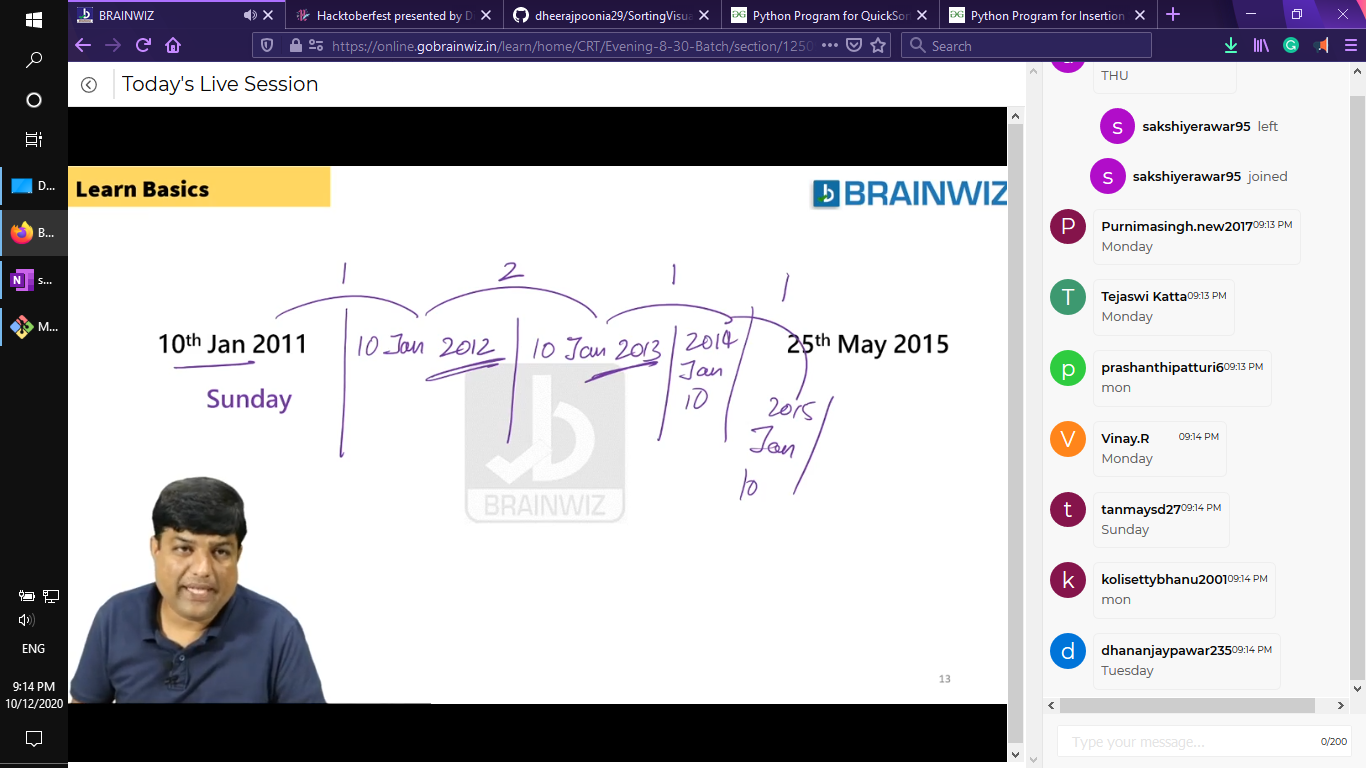 BRAINWIZ
Hacktoberfest presented by D
dheerajpoonia29/SortingVisua
Python Program for QuickSor
Python Program for Insertion
https://online.gobrainwiz.in/learn/home/CRT/Evening-8-30-Batch/section/1250
Search
Today's Live Session
Learn Basics
BRAINWIZ
1 2 1 1
10th Jan 2011
10 Jan 2012
10 Jan 2013
2014
Jan
10
25th May 2015
Sunday
2015
Jan
10
BRAINWIZ
13
THU
s sakshiyerawar95 left
s sakshiyerawar95 joined
P Purnimasingh.new2017 09:13 PM
Monday
T Tejaswi Katta 09:13 PM
Monday
p prashanthipatturi6 09:13 PM
mon
V Vinay.R 09:14 PM
Monday
t tanmaysd27 09:14 PM
Sunday
k kolisettybhanu2001 09:14 PM
mon
d dhananjaypawar235 09:14 PM
Tuesday
Type your message...
0/200
D...
B...
N s...
M...
ENG
9:14 PM
10/12/2020